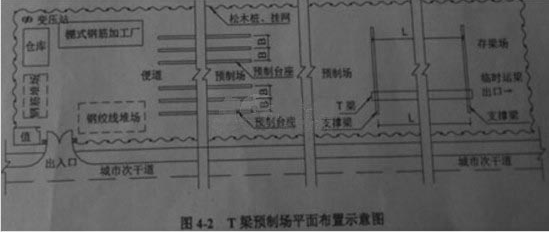 变压站
松木桩、挂网
仓库
模式钢筋加工厂
B
B
L
存梁场
便道
预制场
预制台座
预制场
临时运梁
出口→
B
T 梁
钢绞线堆场
预制台座
支撑梁
L
支撑梁
值
出入口
城市次干道
城市次干道
图 4-2 T 梁预制场平面布置示意图